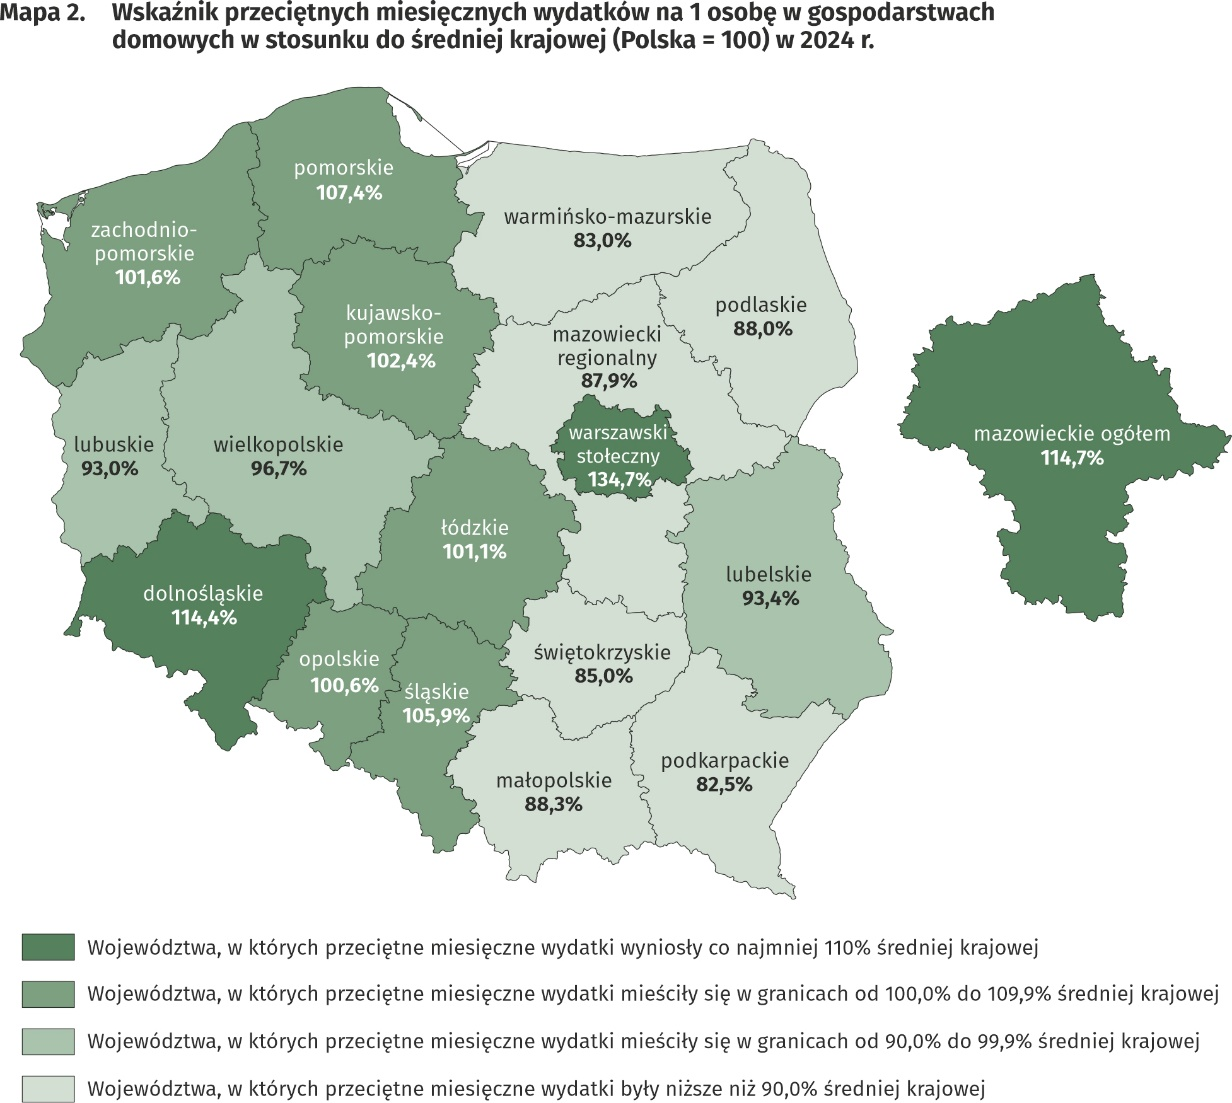 Mapa 2. Wskaźnik przeciętnych miesięcznych wydatków na 1 osobę w gospodarstwach
domowych w stosunku do średniej krajowej (Polska = 100) w 2024 r.
pomorskie
107,4%
zachodnio-
pomorskie
101,6%
warmińsko-mazurskie
83,0%
kujawsko-
pomorskie
102,4%
podlaskie
88,0%
mazowiecki
regionalny
87,9%
lubuskie
93,0%
wielkopolskie
96,7%
warszawski
stołeczny
134,7%
mazowieckie ogółem
114,7%
łódzkie
101,1%
dolnośląskie
114,4%
lubelskie
93,4%
opolskie
100,6%
śląskie
105,9%
świętokrzyskie
85,0%
małopolskie
88,3%
podkarpackie
82,5%
Województwa, w których przeciętne miesięczne wydatki wyniosły co najmniej 110% średniej krajowej
Województwa, w których przeciętne miesięczne wydatki mieściły się w granicach od 100,0% do 109,9% średniej krajowej
Województwa, w których przeciętne miesięczne wydatki mieściły się w granicach od 90,0% do 99,9% średniej krajowej
Województwa, w których przeciętne miesięczne wydatki były niższe niż 90,0% średniej krajowej